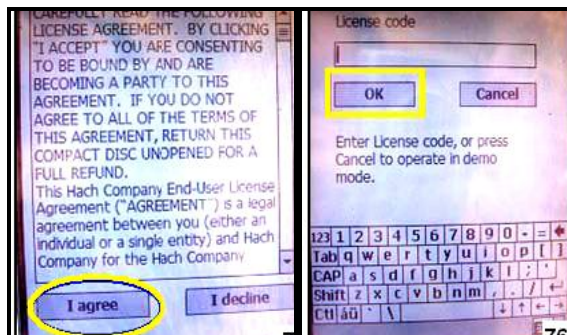 CAREFULLY READ THE FOLLOWING
LICENSE AGREEMENT. BY CLICKING
"I ACCEPT" YOU ARE CONSENTING
TO BE BOUND BY AND ARE
BECOMING A PARTY TO THIS
AGREEMENT. IF YOU DO NOT
AGREE TO ALL OF THE TERMS OF
THIS AGREEMENT, RETURN THIS
COMPACT DISC UNOPENED FOR A
FULL REFUND.
This Hach Company End-User License
Agreement ("AGREEMENT") is a legal
agreement between you (either an
individual or a single entity) and Hach
Company for the Hach Company
I agree
I decline
License code
OK
Cancel
Enter License code, or press
Cancel to operate in demo
mode.
123 1 2 3 4 5 6 7 8 9 0 - =
Tab q w e r t y u i o p [ ]
CAP a s d f g h j k l ; '
Shift z x c v b n m , . /
Ctl áü ` \
76